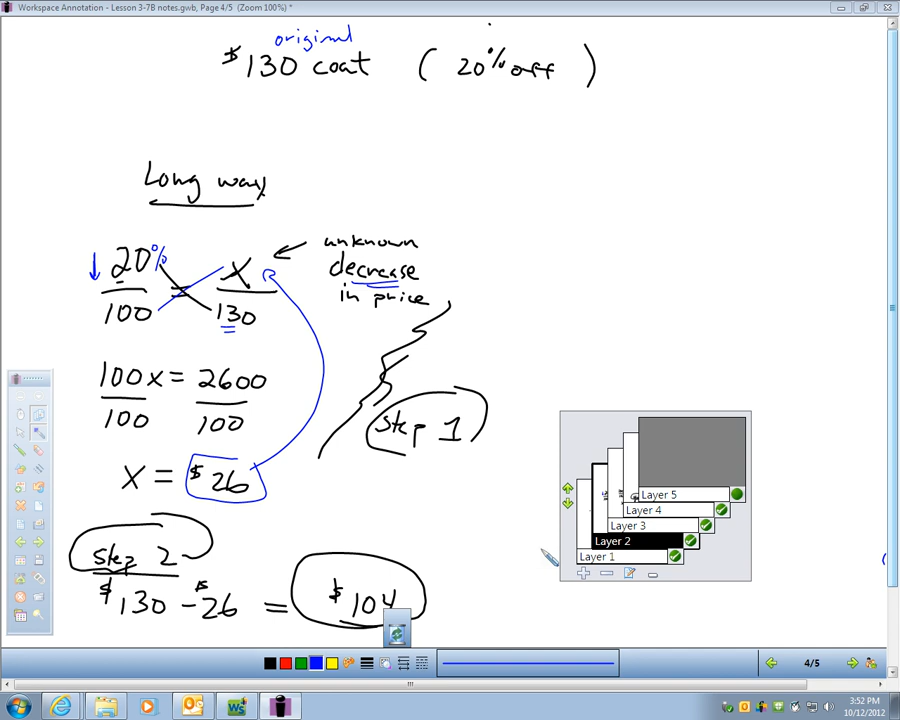 Workspace Annotation - Lesson 3-7B notes.gwb, Page 4/5 (Zoom 100%) *
original
$130 coat ( 20% off )
Long way
unknown
decrease
in price
↓ 20% = x
100 130
100x = 2600
100 100
step 1
x = $26
step 2
$130 - $26 = $104
Layer 5
Layer 4
Layer 3
Layer 2
Layer 1
4/5
3:52 PM
10/12/2012